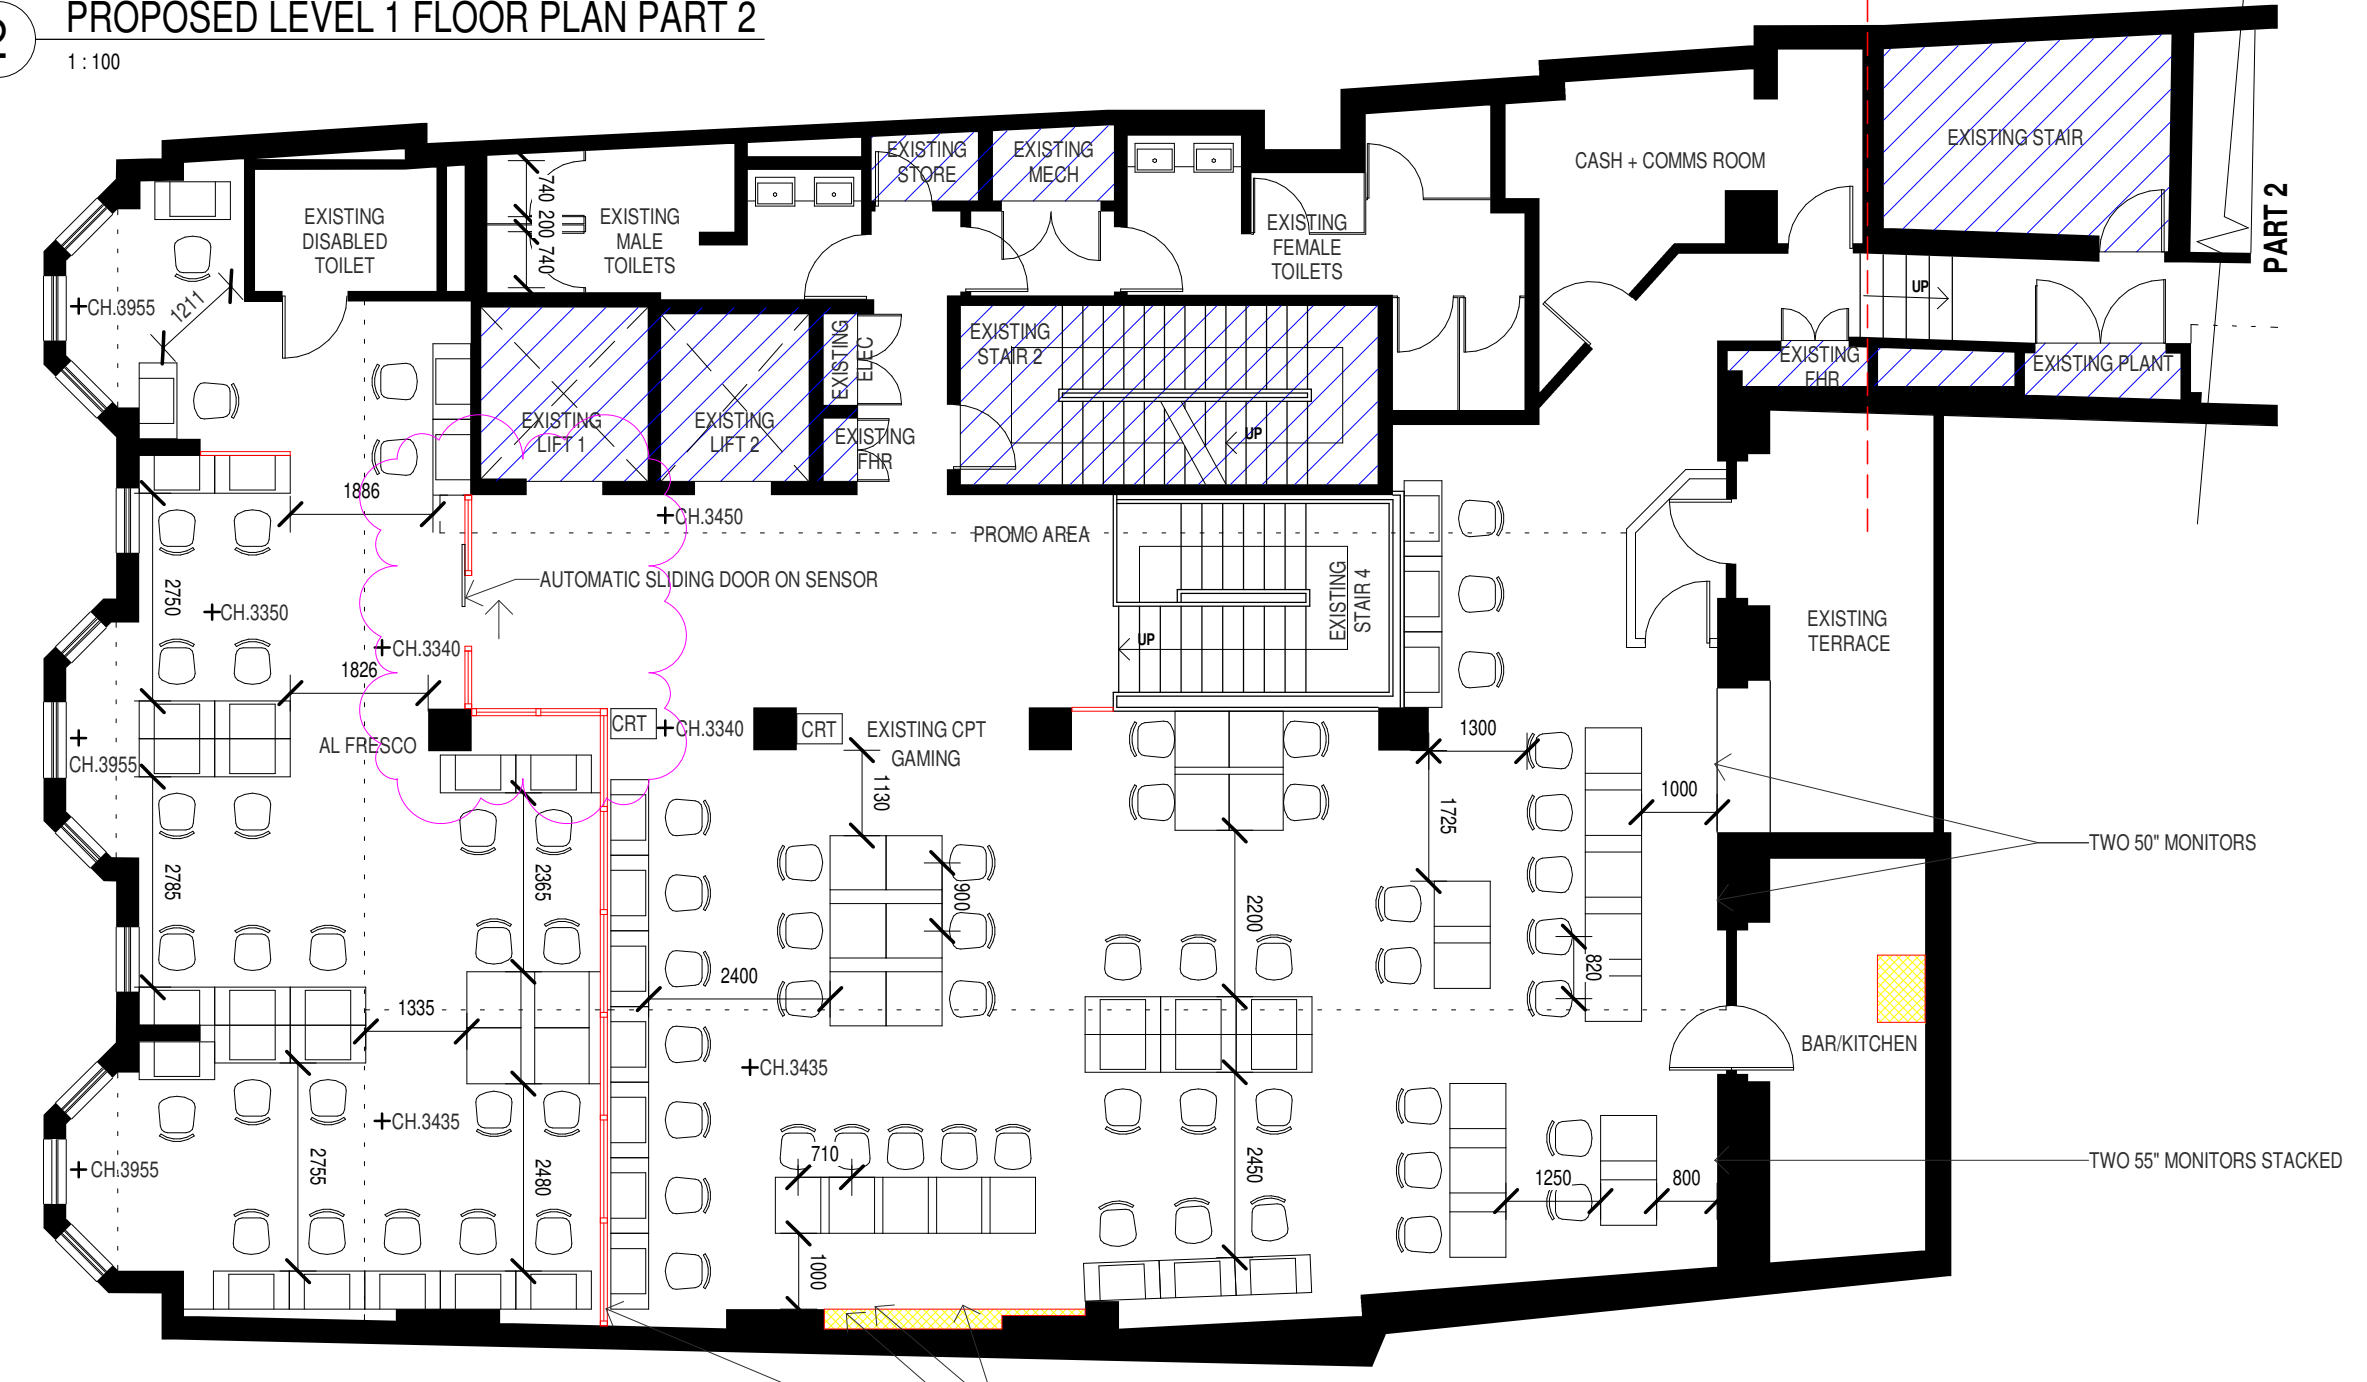 2
PROPOSED LEVEL 1 FLOOR PLAN PART 2
1 : 100
EXISTING
STORE
EXISTING
MECH
CASH + COMMS ROOM
EXISTING STAIR
PART 2
EXISTING
DISABLED
TOILET
740
200
740
EXISTING
MALE
TOILETS
EXISTING
FEMALE
TOILETS
CH.3955
1211
UP
EXISTING
ELEC
EXISTING
STAIR 2
EXISTING
FHR
EXISTING PLANT
EXISTING
LIFT 1
EXISTING
LIFT 2
EXISTING
FHR
UP
1886
CH.3450
PROMO AREA
2750
AUTOMATIC SLIDING DOOR ON SENSOR
EXISTING
STAIR 4
CH.3350
EXISTING
TERRACE
CH.3340
UP
1826
CRT
CH.3340
CRT
EXISTING CPT
GAMING
1300
AL FRESCO
CH.3955
1130
1725
1000
TWO 50" MONITORS
2785
2365
900
2200
820
2400
1335
BAR/KITCHEN
CH.3435
CH.3435
CH.3955
2755
2480
710
2450
1250
800
TWO 55" MONITORS STACKED
1000